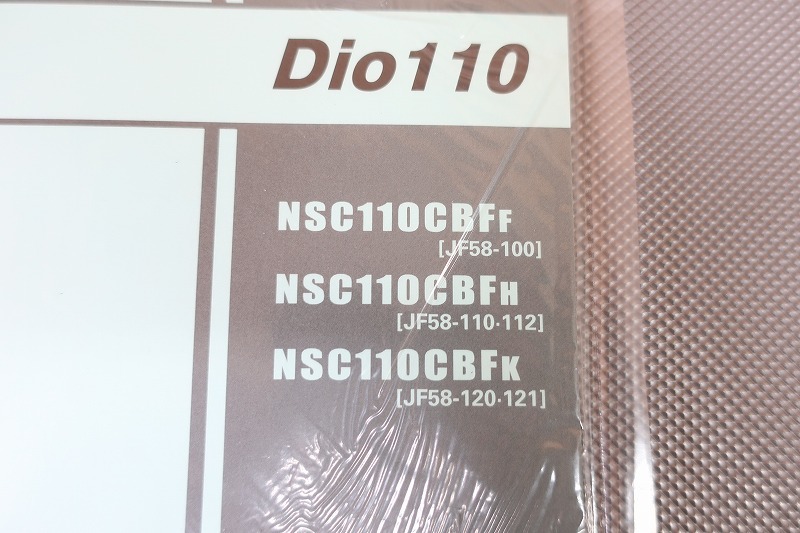 Dio110
NSC110CBFF
[JF58-100]
NSC110CBFH
[JF58-110·112]
NSC110CBFK
[JF58-120·121]